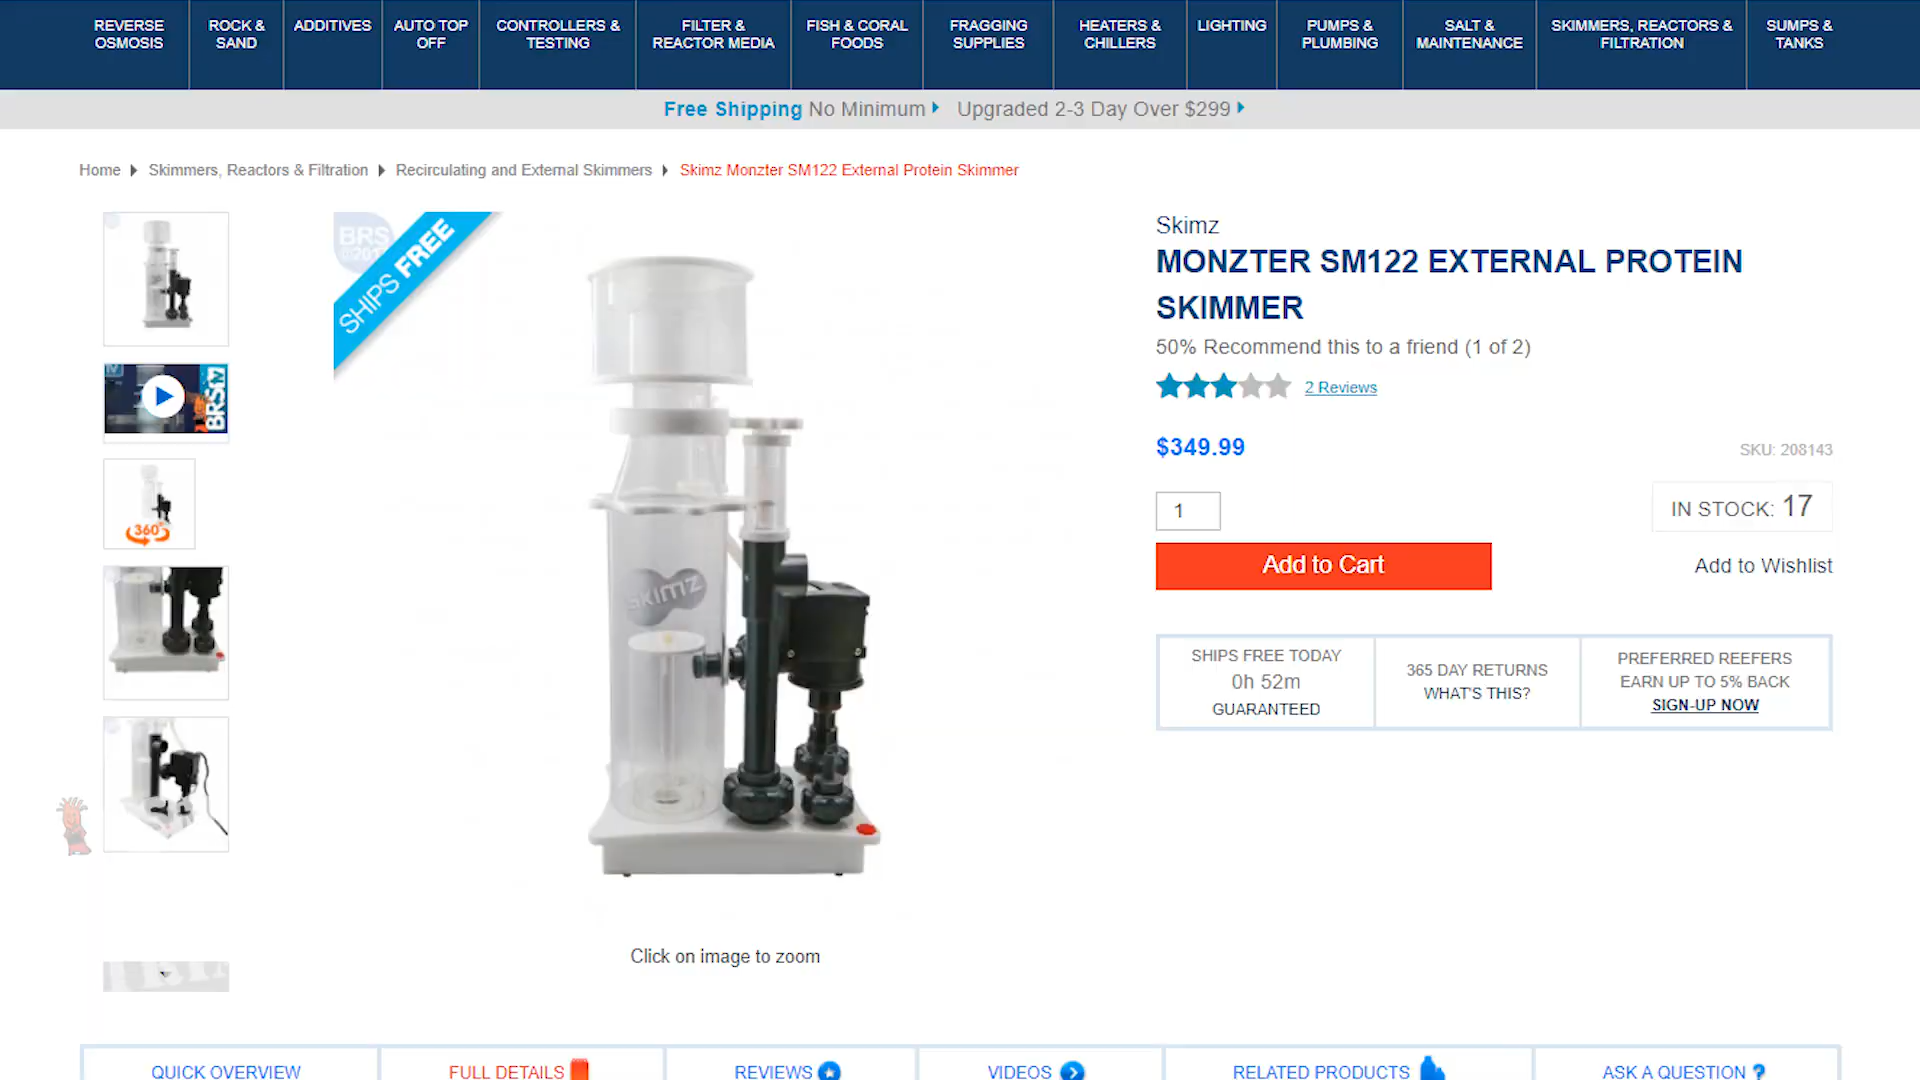 REVERSE
OSMOSIS
ROCK &
SAND
ADDITIVES
AUTO TOP
OFF
CONTROLLERS &
TESTING
FILTER &
REACTOR MEDIA
FISH & CORAL
FOODS
FRAGGING
SUPPLIES
HEATERS &
CHILLERS
LIGHTING
PUMPS &
PLUMBING
SALT &
MAINTENANCE
SKIMMERS, REACTORS &
FILTRATION
SUMPS &
TANKS
Free Shipping No Minimum Upgraded 2-3 Day Over $299
Home Skimmers, Reactors & Filtration Recirculating and External Skimmers Skimz Monzter SM122 External Protein Skimmer
BRS
SHIPS FREE
SKIMZ
BRStv
360°
Click on image to zoom
Skimz
MONZTER SM122 EXTERNAL PROTEIN
SKIMMER
50% Recommend this to a friend (1 of 2)
2 Reviews
$349.99
SKU: 208143
1
IN STOCK: 17
Add to Cart
Add to Wishlist
SHIPS FREE TODAY
0h 52m
GUARANTEED
365 DAY RETURNS
WHAT'S THIS?
PREFERRED REEFERS
EARN UP TO 5% BACK
SIGN-UP NOW
QUICK OVERVIEW
FULL DETAILS
REVIEWS
VIDEOS
RELATED PRODUCTS
ASK A QUESTION ?